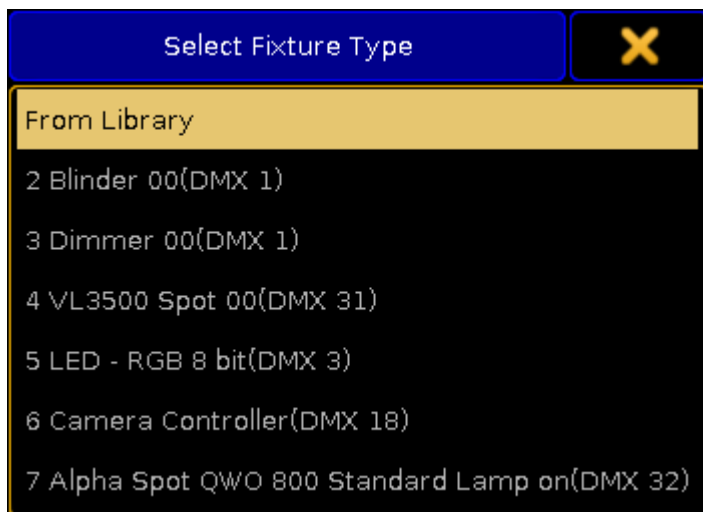 Select Fixture Type
From Library
2 Blinder 00(DMX 1)
3 Dimmer 00(DMX 1)
4 VL3500 Spot 00(DMX 31)
5 LED - RGB 8 bit(DMX 3)
6 Camera Controller(DMX 18)
7 Alpha Spot QWO 800 Standard Lamp on(DMX 32)